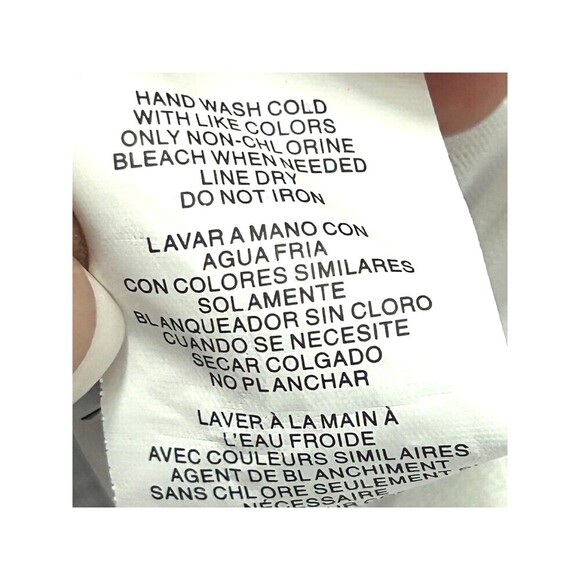 HAND WASH COLD
WITH LIKE COLORS
ONLY NON-CHLORINE
BLEACH WHEN NEEDED
LINE DRY
DO NOT IRON
LAVAR A MANO CON
AGUA FRIA
CON COLORES SIMILARES
SOLAMENTE
BLANQUEADOR SIN CLORO
CUANDO SE NECESITE
SECAR COLGADO
NO PLANCHAR
LAVER À LA MAIN À
L'EAU FROIDE
AVEC COULEURS SIMILAIRES
AGENT DE BLANCHIMENT
SANS CHLORE SEULEMENT
NÉCESSAIRE